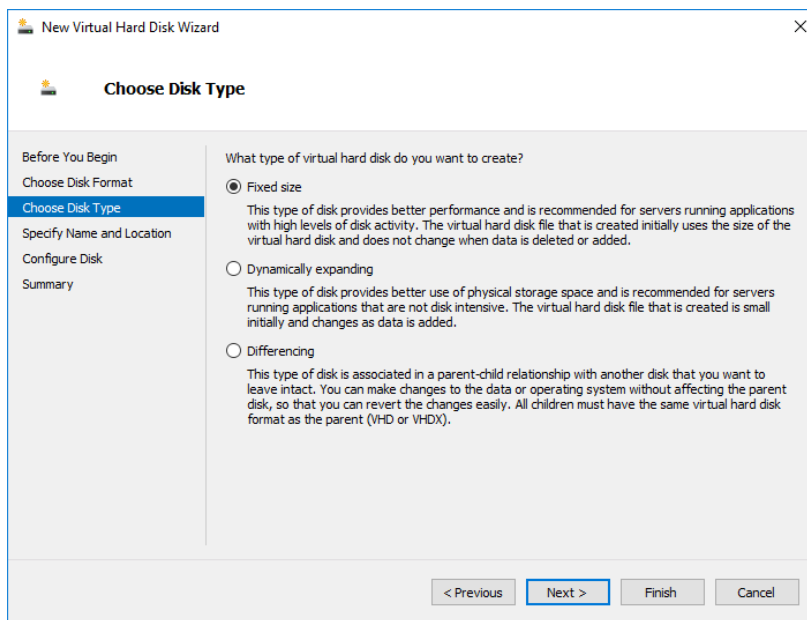 New Virtual Hard Disk Wizard
Choose Disk Type
Before You Begin
Choose Disk Format
Choose Disk Type
Specify Name and Location
Configure Disk
Summary
What type of virtual hard disk do you want to create?
Fixed size
This type of disk provides better performance and is recommended for servers running applications
with high levels of disk activity. The virtual hard disk file that is created initially uses the size of the
virtual hard disk and does not change when data is deleted or added.
Dynamically expanding
This type of disk provides better use of physical storage space and is recommended for servers
running applications that are not disk intensive. The virtual hard disk file that is created is small
initially and changes as data is added.
Differencing
This type of disk is associated in a parent-child relationship with another disk that you want to
leave intact. You can make changes to the data or operating system without affecting the parent
disk, so that you can revert the changes easily. All children must have the same virtual hard disk
format as the parent (VHD or VHDX).
< Previous
Next >
Finish
Cancel